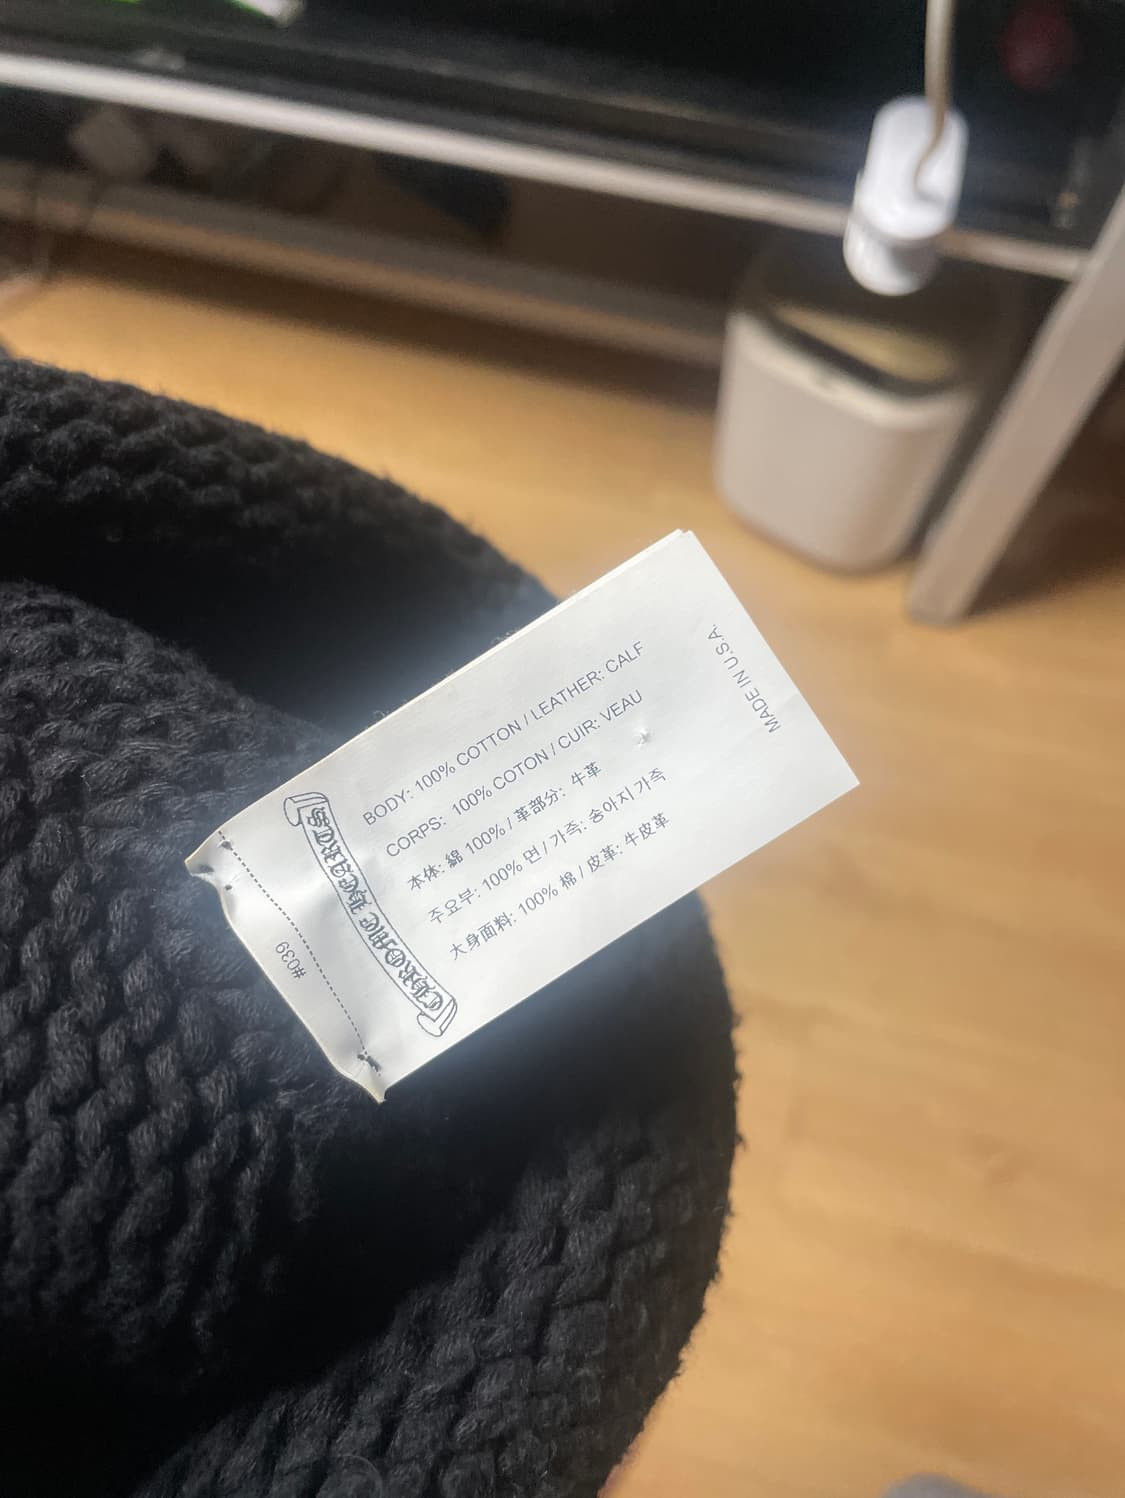 #039
CHROME HEARTS
BODY: 100% COTTON / LEATHER: CALF
CORPS: 100% COTON / CUIR: VEAU
本体: 綿 100% / 革部分: 牛革
주요부: 100% 면 / 가죽: 송아지 가죽
大身面料: 100% 棉 / 皮革: 牛皮革
MADE IN U.S.A.